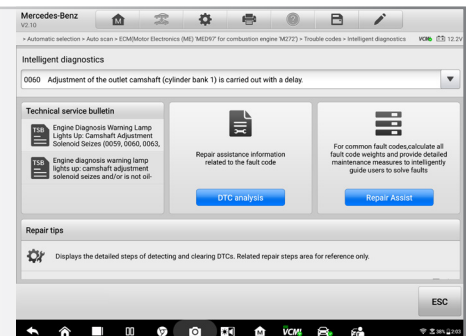 Mercedes-Benz
V2.10
> Automatic selection > Auto scan > ECM(Motor Electronics (ME) 'MED97' for combustion engine 'M272') > Trouble codes > Intelligent diagnostics
VCMI 12.2V
Intelligent diagnostics
0060 Adjustment of the outlet camshaft (cylinder bank 1) is carried out with a delay.
Technical service bulletin
TSB
Engine Diagnosis Warning Lamp
Lights Up: Camshaft Adjustment
Solenoid Seizes (0059, 0060, 0063,
TSB
Engine diagnosis warning lamp
lights up: camshaft adjustment
solenoid seizes and/or is not oil-
Repair assistance information
related to the fault code
DTC analysis
For common fault codes,calculate all
fault code weights and provide detailed
maintenance measures to intelligently
guide users to solve faults
Repair Assist
Repair tips
Displays the detailed steps of detecting and clearing DTCs. Related repair steps area for reference only.
ESC
VCMI
38% 2:03